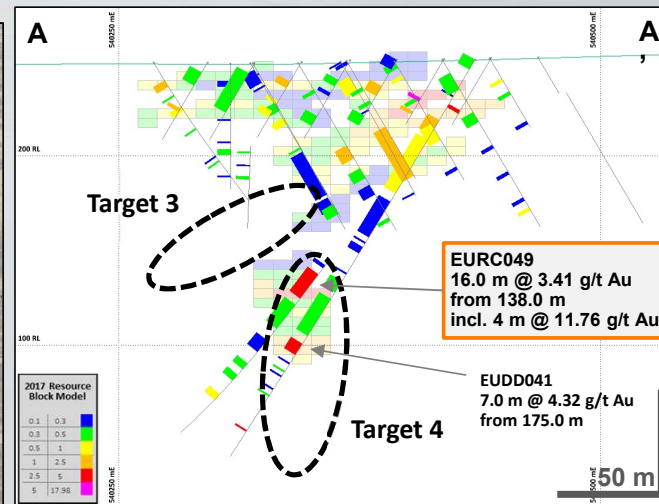 A
A
,
540250 mE
540500 mE
200 RL
Target 3
EURC049
16.0 m @ 3.41 g/t Au
from 138.0 m
incl. 4 m @ 11.76 g/t Au
100 RL
EUDD041
7.0 m @ 4.32 g/t Au
from 175.0 m
Target 4
2017 Resource
Block Model
0.1 0.3
0.3 0.5
0.5 1
1 2.5
2.5 5
5 17.98
540250 mE
540500 mE
50 m